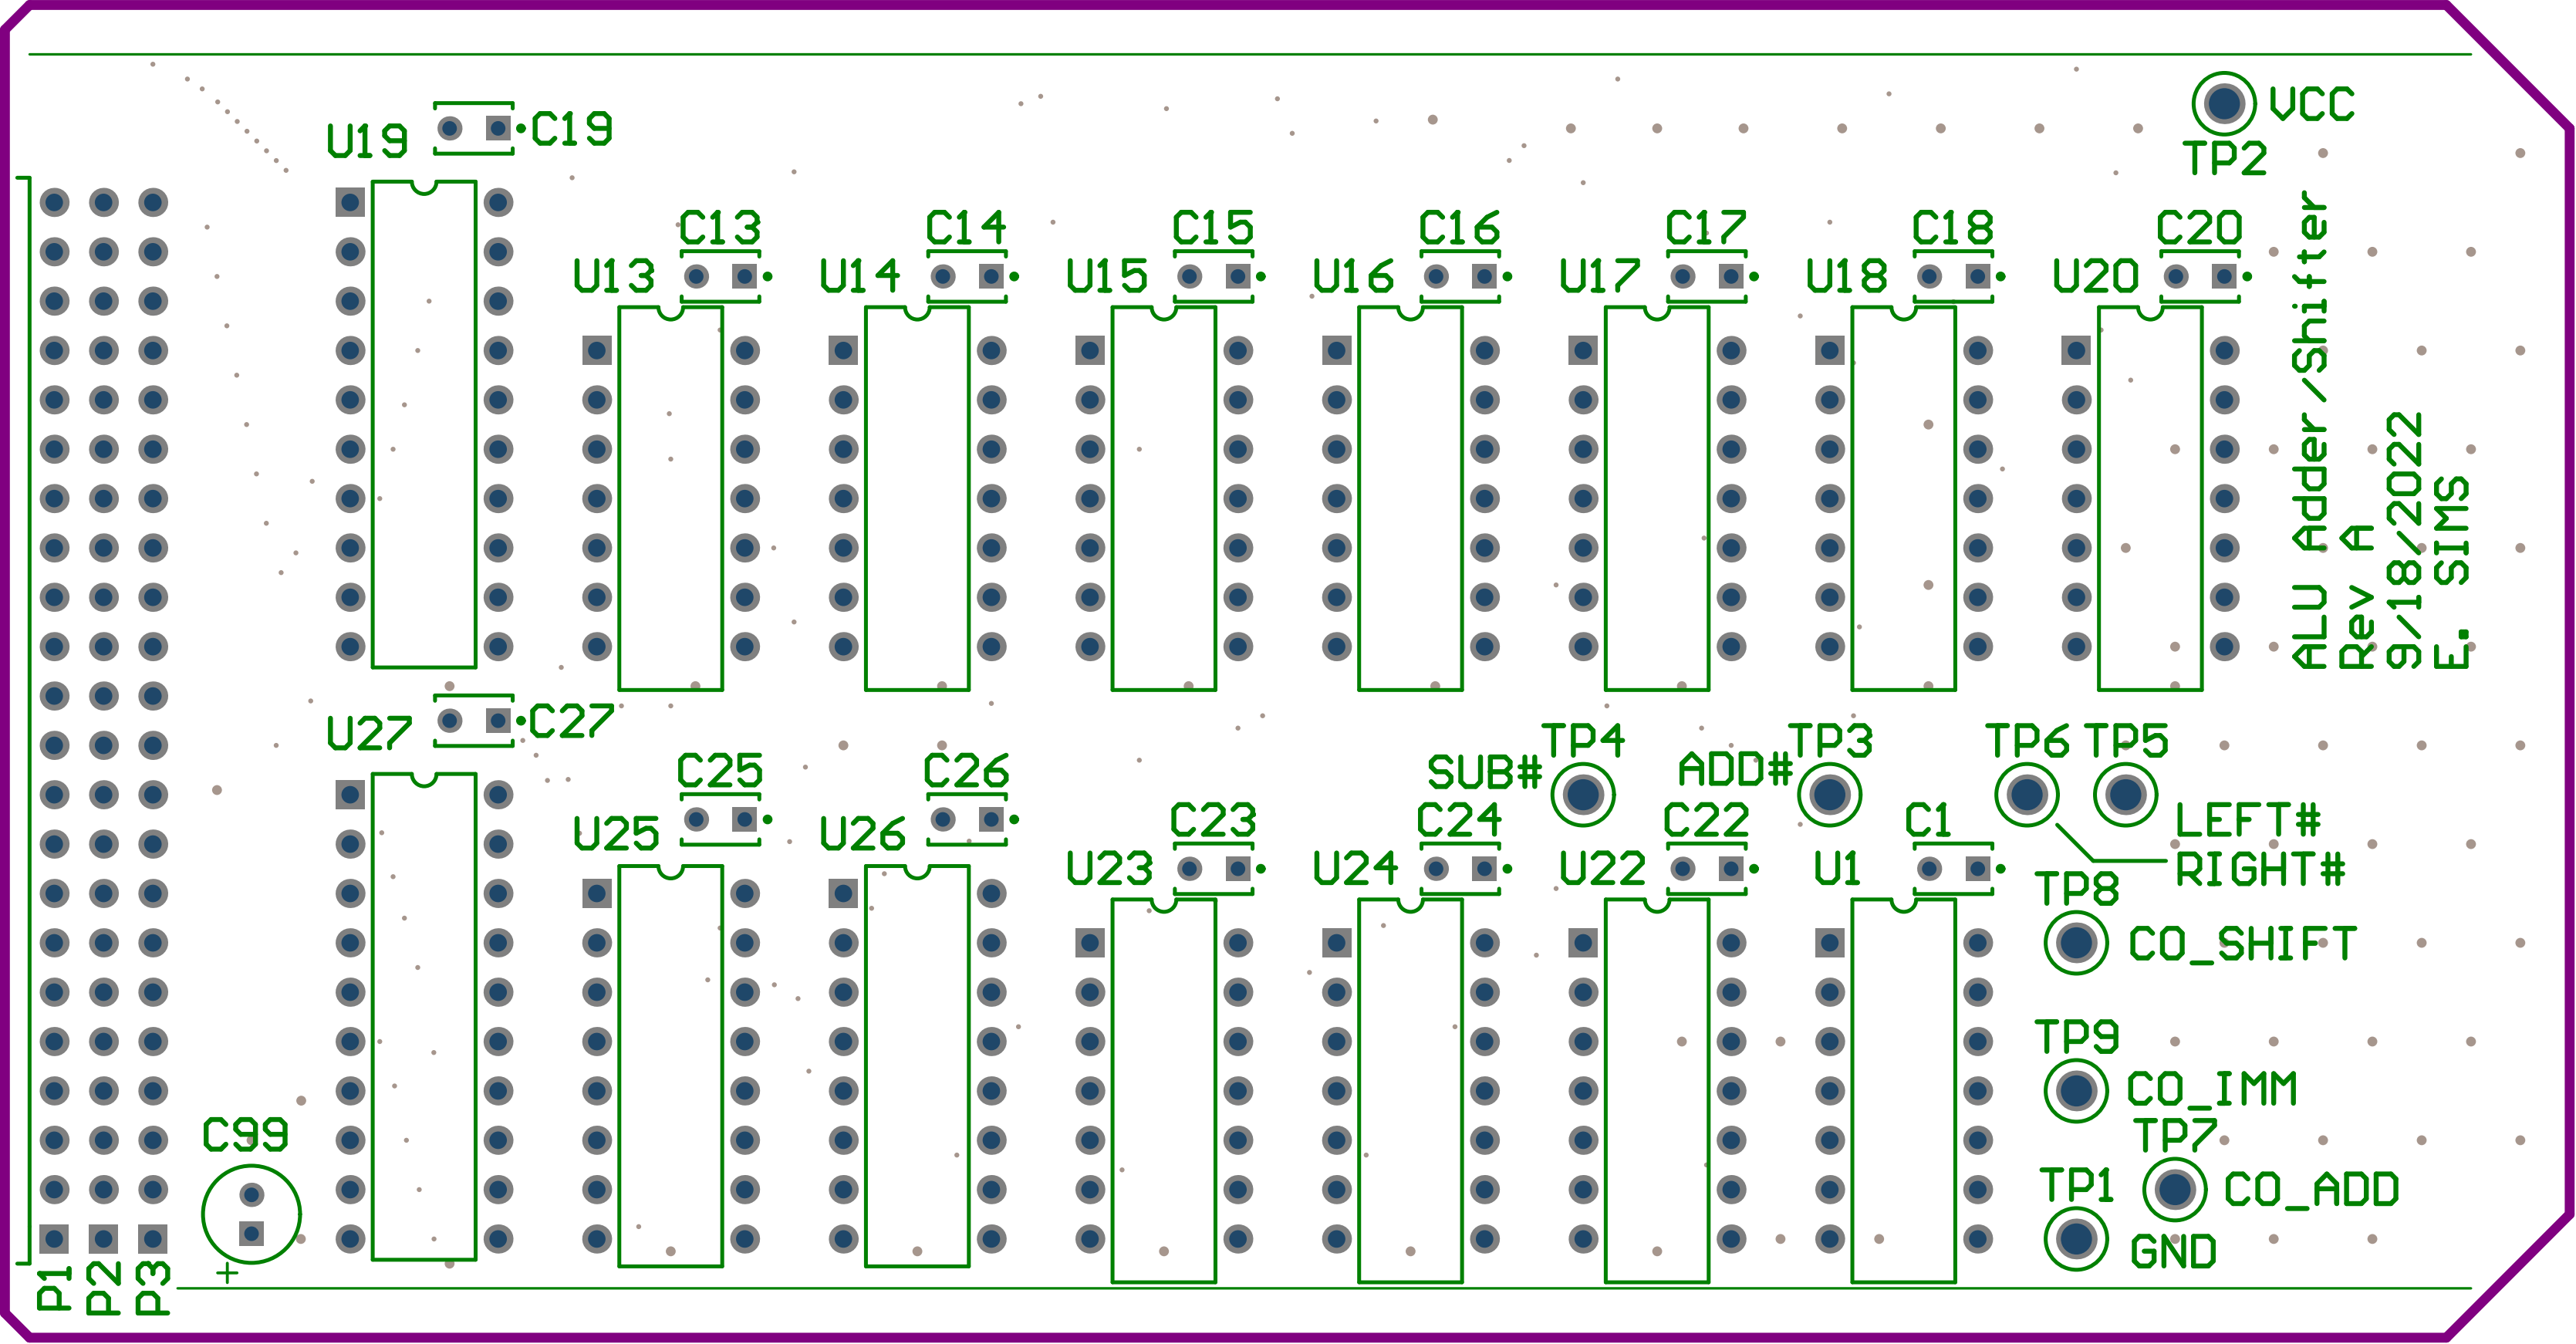 VCC
TP2
U19
C19
C13
C14
C15
C16
C17
C18
C20
U13
U14
U15
U16
U17
U18
U20
ALU Adder/Shifter
Rev A
9/18/2022
E. SIMS
U27
C27
TP4
TP3
TP6
TP5
SUB#
ADD#
C25
C26
C23
C24
C22
C1
LEFT#
RIGHT#
U25
U26
U23
U24
U22
U1
TP8
CO_SHIFT
TP9
CO_IMM
C99
TP7
TP1
CO_ADD
GND
+
P1
P2
P3